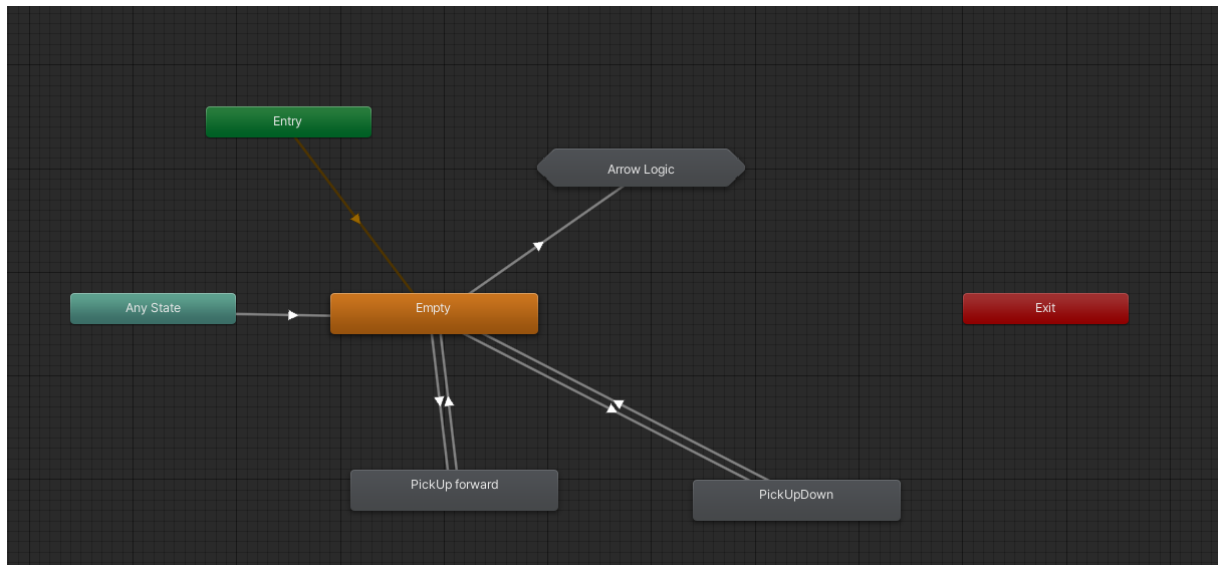 Entry
Arrow Logic
Any State
Empty
Exit
PickUp forward
PickUpDown